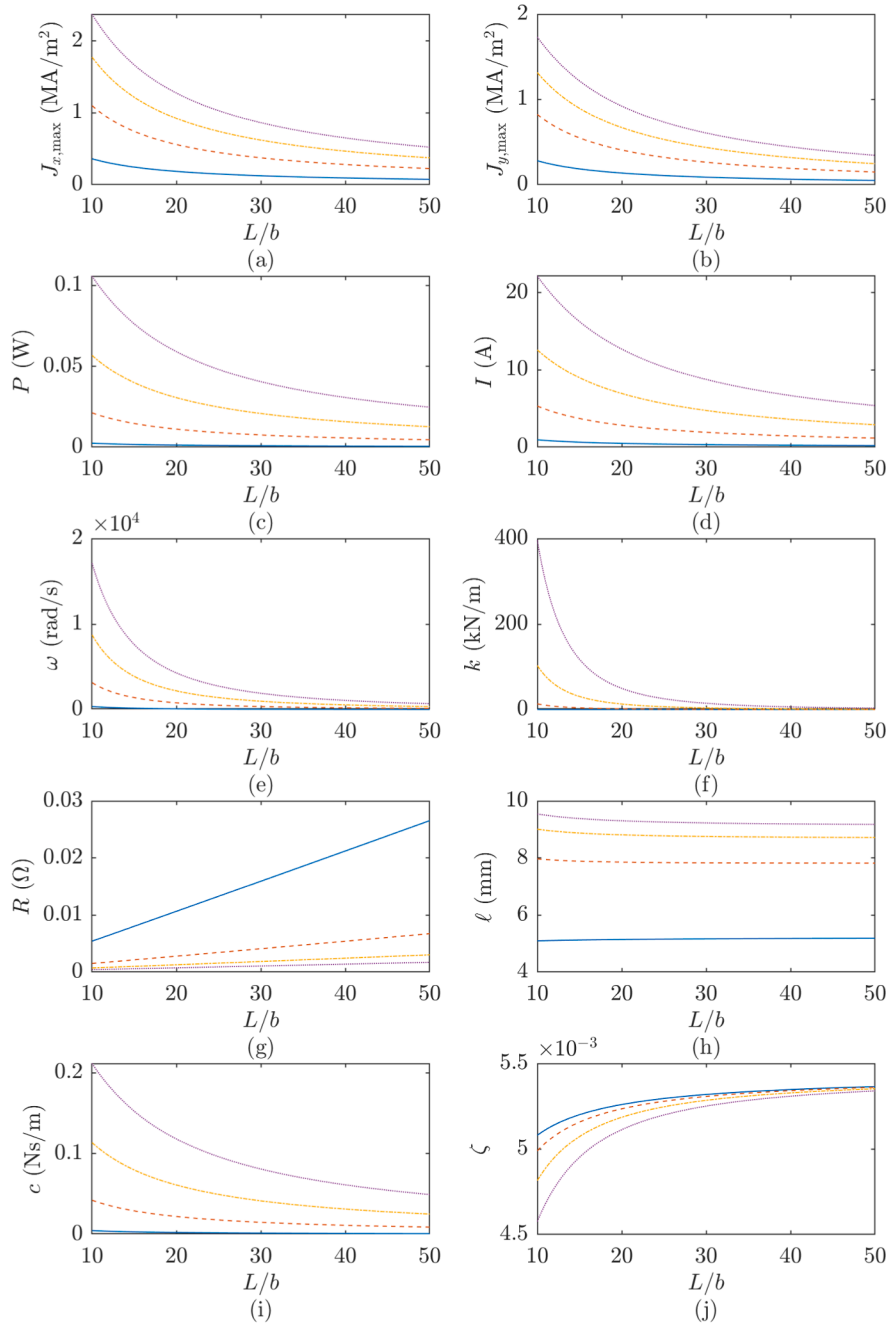 2
1
0
J_{x,max} (MA/m²)
10 20 30 40 50
L/b
(a)
2
1
0
J_{y,max} (MA/m²)
10 20 30 40 50
L/b
(b)
0.1
0.05
0
P (W)
10 20 30 40 50
L/b
(c)
20
10
0
I (A)
10 20 30 40 50
L/b
(d)
×10⁴
2
1
0
ω (rad/s)
10 20 30 40 50
L/b
(e)
400
200
0
k (kN/m)
10 20 30 40 50
L/b
(f)
0.03
0.02
0.01
0
R (Ω)
10 20 30 40 50
L/b
(g)
10
8
6
4
ℓ (mm)
10 20 30 40 50
L/b
(h)
0.2
0.1
0
c (Ns/m)
10 20 30 40 50
L/b
(i)
×10⁻³
5.5
5
4.5
ζ
10 20 30 40 50
L/b
(j)